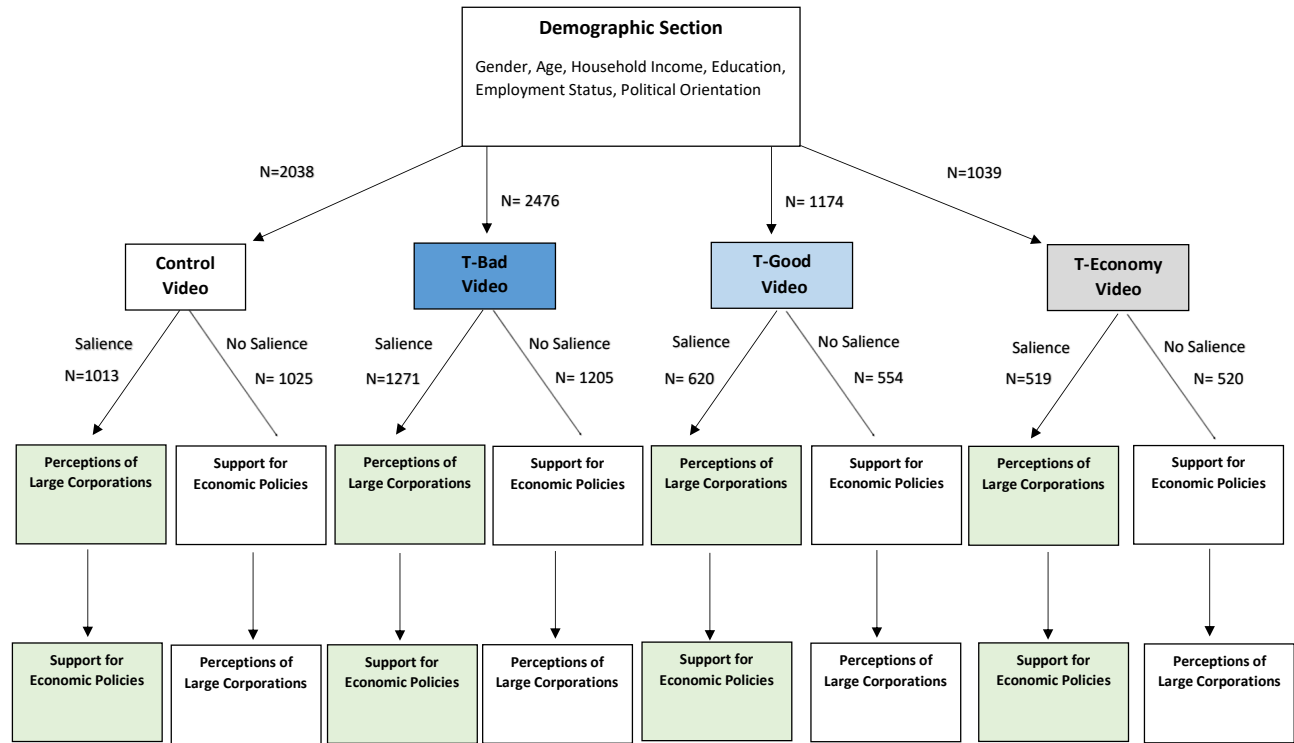 Demographic Section
Gender, Age, Household Income, Education,
Employment Status, Political Orientation
N=2038
N= 2476
N= 1174
N=1039
Control
Video
T-Bad
Video
T-Good
Video
T-Economy
Video
Salience
N=1013
No Salience
N= 1025
Salience
N=1271
No Salience
N= 1205
Salience
N= 620
No Salience
N= 554
Salience
N=519
No Salience
N= 520
Perceptions of
Large Corporations
Support for
Economic Policies
Perceptions of
Large Corporations
Support for
Economic Policies
Perceptions of
Large Corporations
Support for
Economic Policies
Perceptions of
Large Corporations
Support for
Economic Policies
Support for
Economic Policies
Perceptions of
Large Corporations
Support for
Economic Policies
Perceptions of
Large Corporations
Support for
Economic Policies
Perceptions of
Large Corporations
Support for
Economic Policies
Perceptions of
Large Corporations